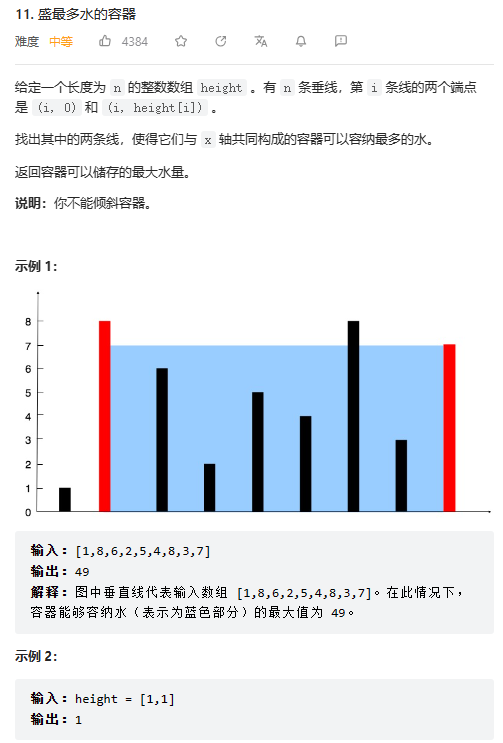 11. 盛最多水的容器
难度 中等 4384
给定一个长度为 n 的整数数组 height 。有 n 条垂线，第 i 条线的两个端点
是 (i, 0) 和 (i, height[i]) 。
找出其中的两条线，使得它们与 x 轴共同构成的容器可以容纳最多的水。
返回容器可以储存的最大水量。
说明：你不能倾斜容器。
示例 1：
8
7
6
5
4
3
2
1
0
输入：[1,8,6,2,5,4,8,3,7]
输出：49
解释：图中垂直线代表输入数组 [1,8,6,2,5,4,8,3,7]。在此情况下，
容器能够容纳水（表示为蓝色部分）的最大值为 49。
示例 2：
输入：height = [1,1]
输出：1